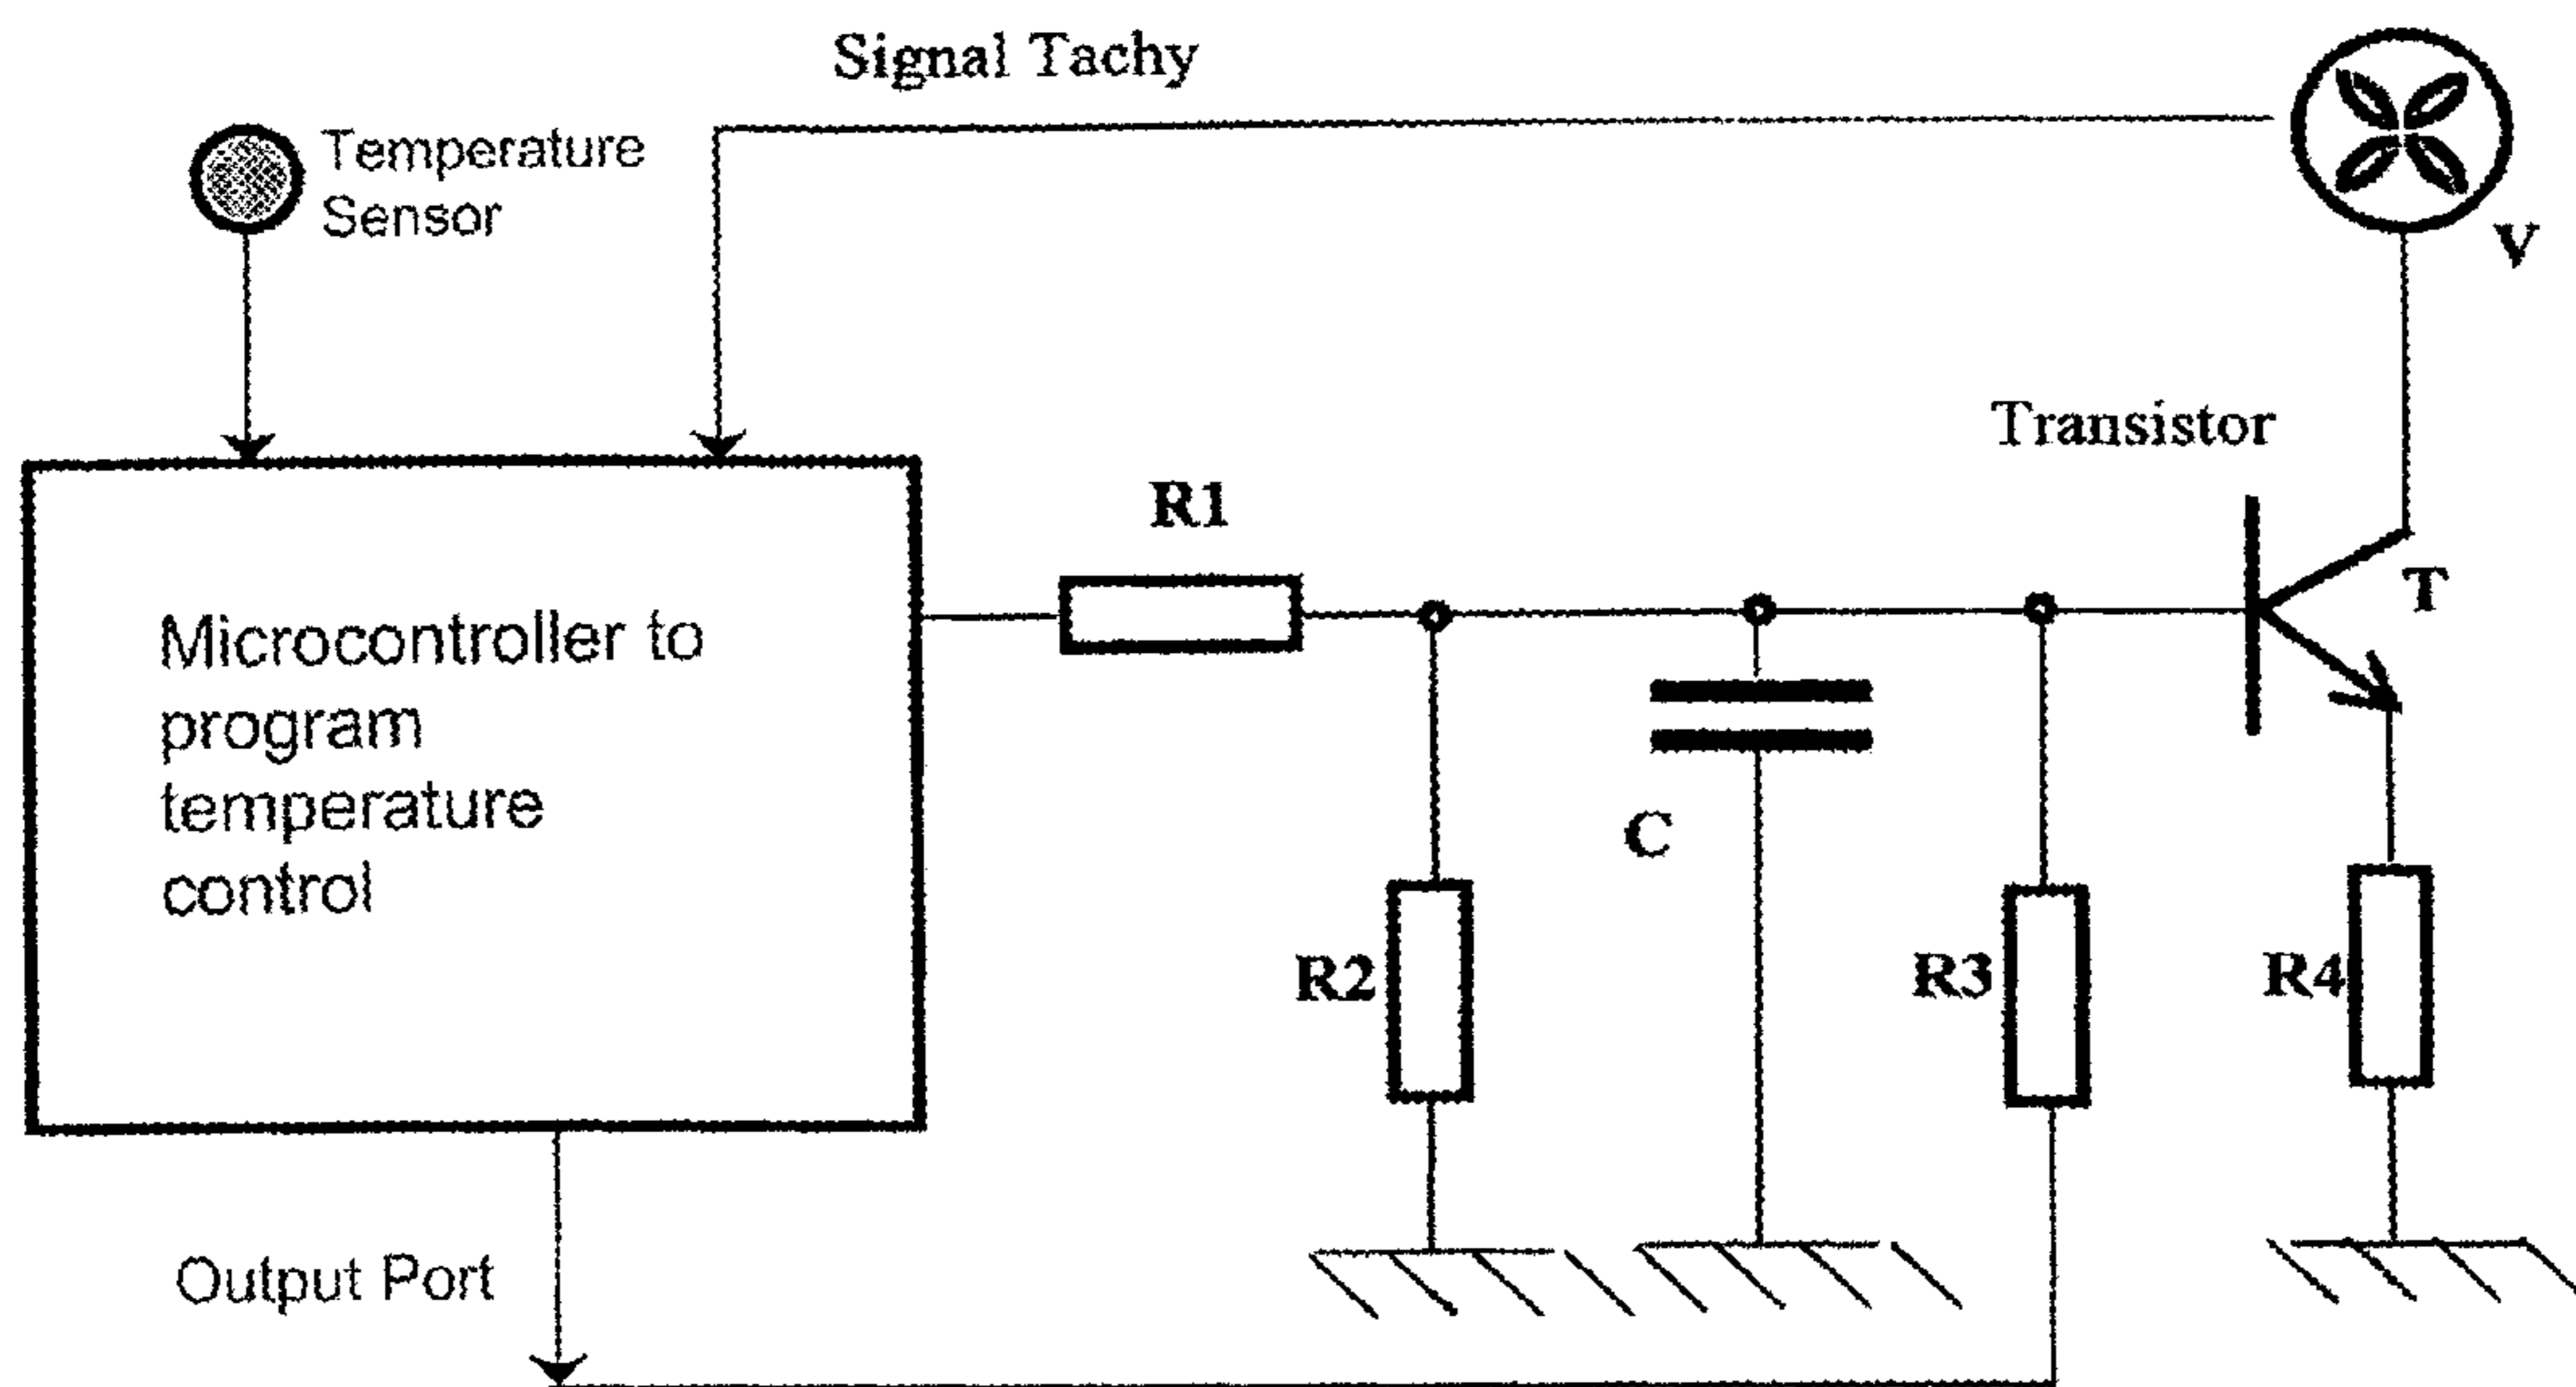 Signal Tachy
Temperature
Sensor
V
Transistor
R1
T
Microcontroller to
program
temperature
control
C
R2
R3
R4
Output Port